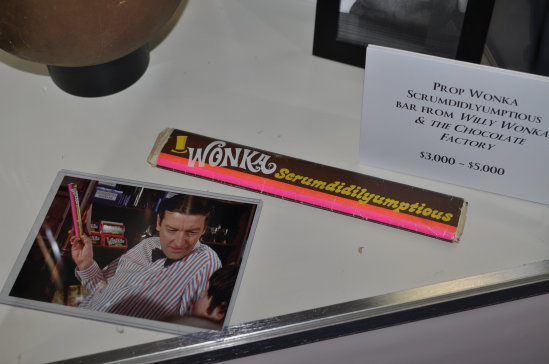 PROP WONKA
SCRUMDIDLYUMPTIOUS
BAR FROM WILLY WONKA
& THE CHOCOLATE
FACTORY
$3,000 – $5,000
WONKA
Scrumdidilyumptious